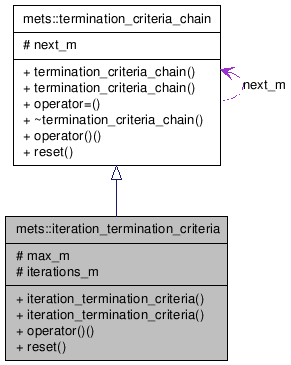 mets::termination_criteria_chain
# next_m
+ termination_criteria_chain()
+ termination_criteria_chain()
+ operator=()
+ ~termination_criteria_chain()
+ operator()()
+ reset()
next_m
mets::iteration_termination_criteria
# max_m
# iterations_m
+ iteration_termination_criteria()
+ iteration_termination_criteria()
+ operator()()
+ reset()